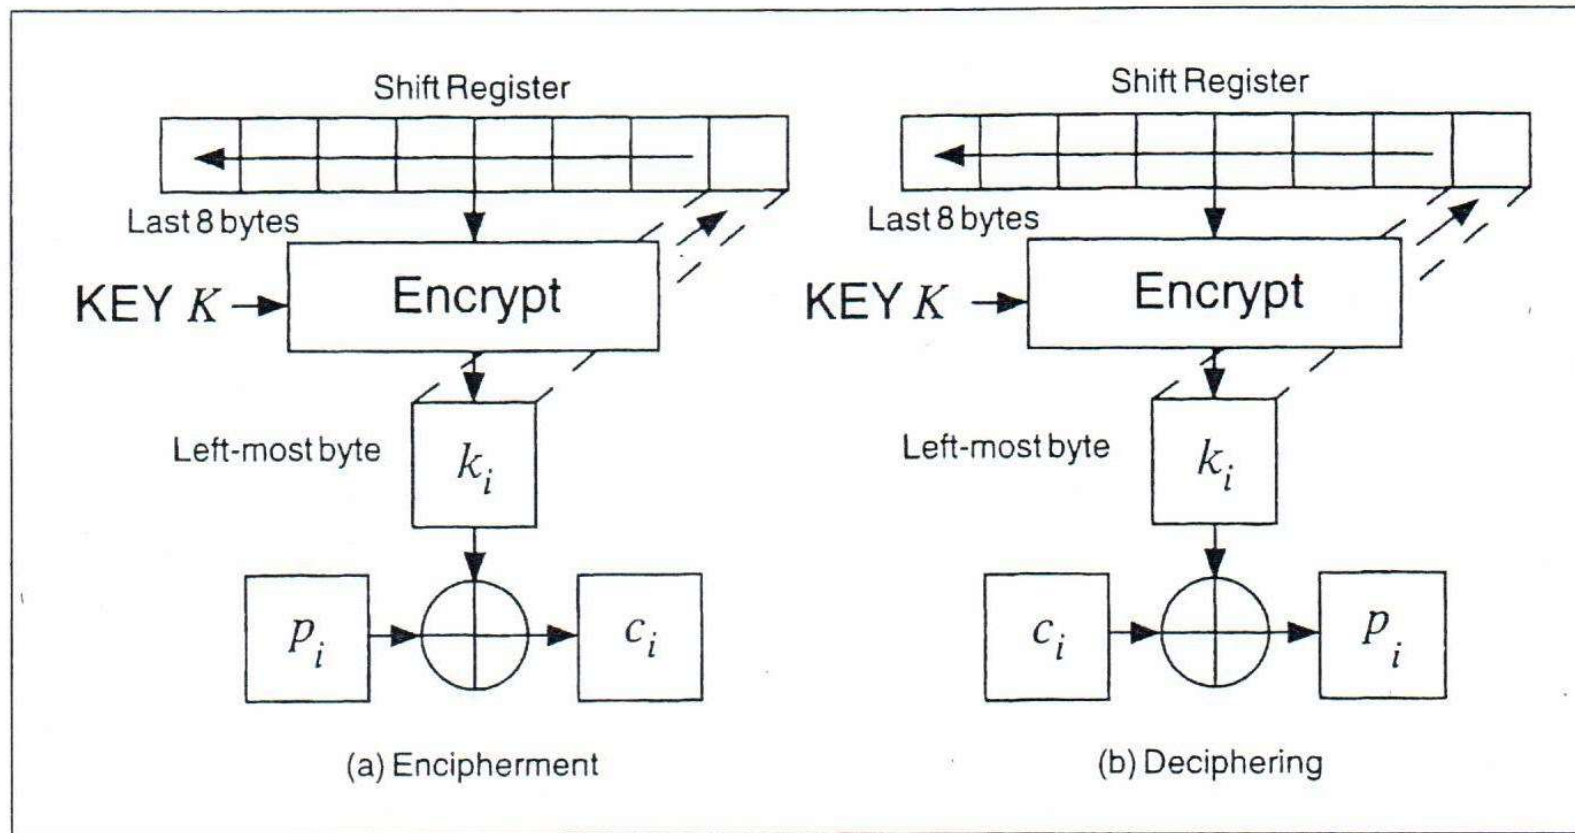 Shift Register
Last 8 bytes
KEY K
Encrypt
Left-most byte
k_i
p_i
c_i
(a) Encipherment
Shift Register
Last 8 bytes
KEY K
Encrypt
Left-most byte
k_i
c_i
p_i
(b) Deciphering